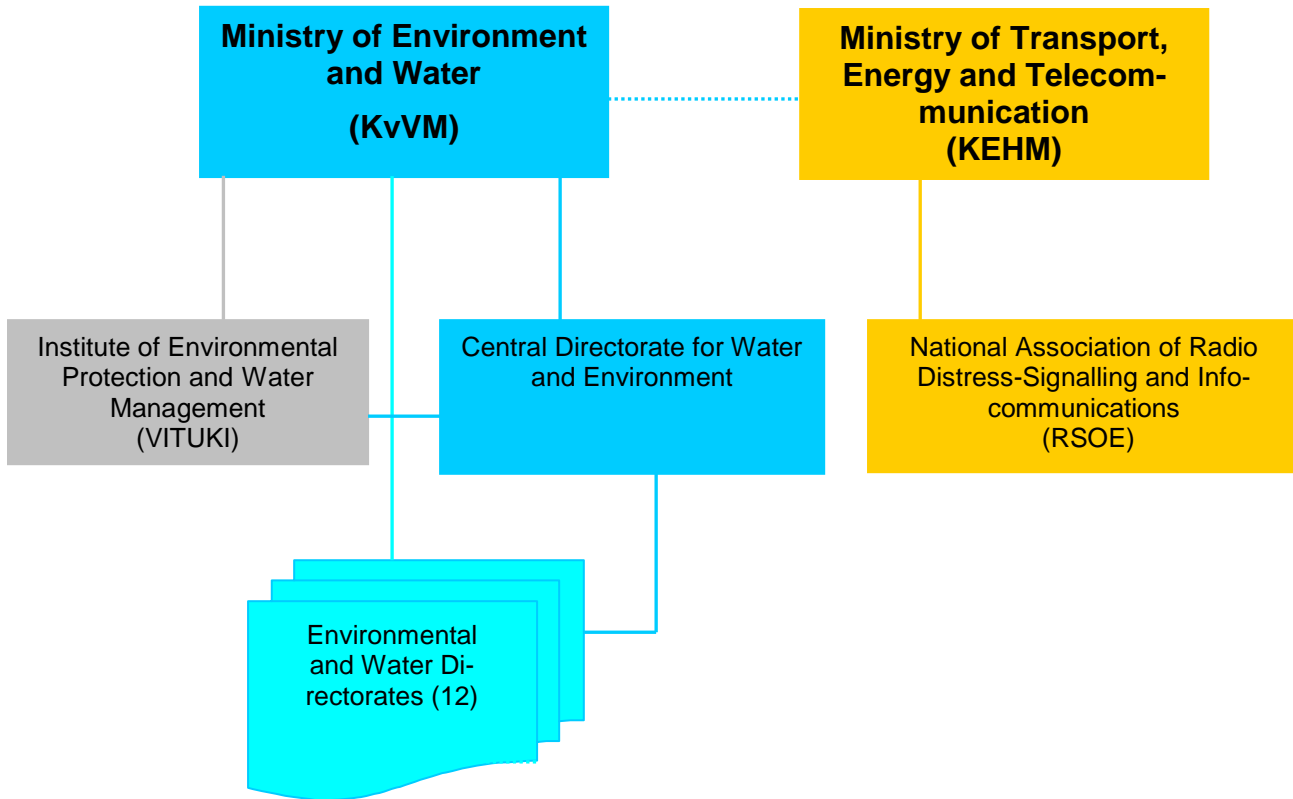 Ministry of Environment
and Water
(KvVM)
Ministry of Transport,
Energy and Telecom-
munication
(KEHM)
Institute of Environmental
Protection and Water
Management
(VITUKI)
Central Directorate for Water
and Environment
National Association of Radio
Distress-Signalling and Info-
communications
(RSOE)
Environmental
and Water Di-
rectorates (12)